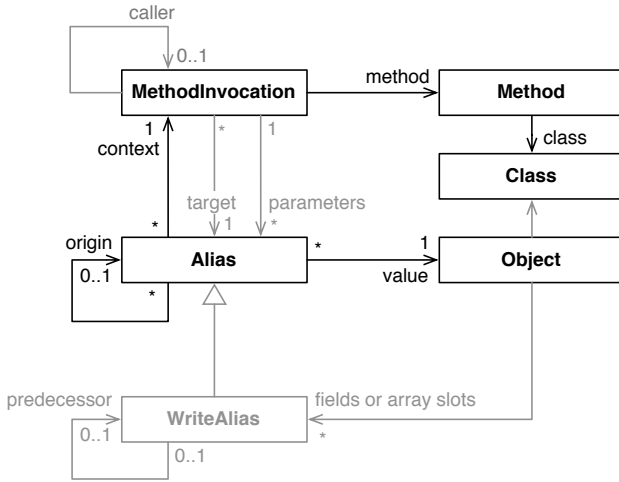 caller
0..1
MethodInvocation
method
Method
1
*
1
class
context
Class
target
parameters
*
1
*
origin
Alias
*
1
Object
0..1
*
value
predecessor
WriteAlias
fields or array slots
0..1
*
0..1